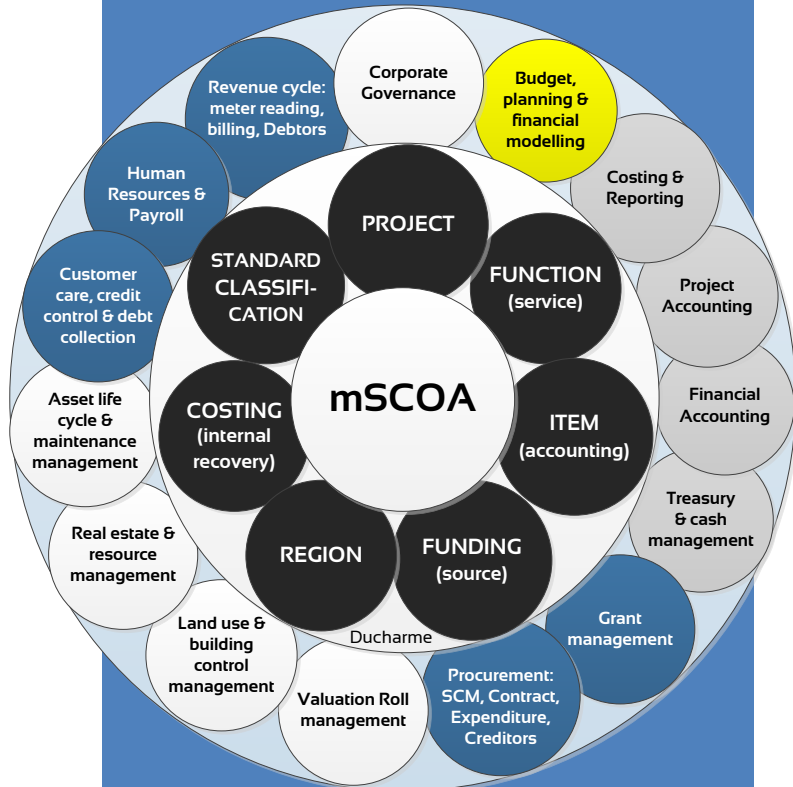 Corporate
Governance
Budget,
planning &
financial
modelling
Costing &
Reporting
Project
Accounting
Financial
Accounting
Treasury
& cash
management
Grant
management
Procurement:
SCM, Contract,
Expenditure,
Creditors
Valuation Roll
management
Land use &
building
control
management
Real estate &
resource
management
Asset life
cycle &
maintenance
management
Customer
care, credit
control & debt
collection
Human
Resources &
Payroll
Revenue cycle:
meter reading,
billing, Debtors
PROJECT
FUNCTION
(service)
ITEM
(accounting)
FUNDING
(source)
REGION
COSTING
(internal
recovery)
STANDARD
CLASSIFI-
CATION
mSCOA
Ducharme